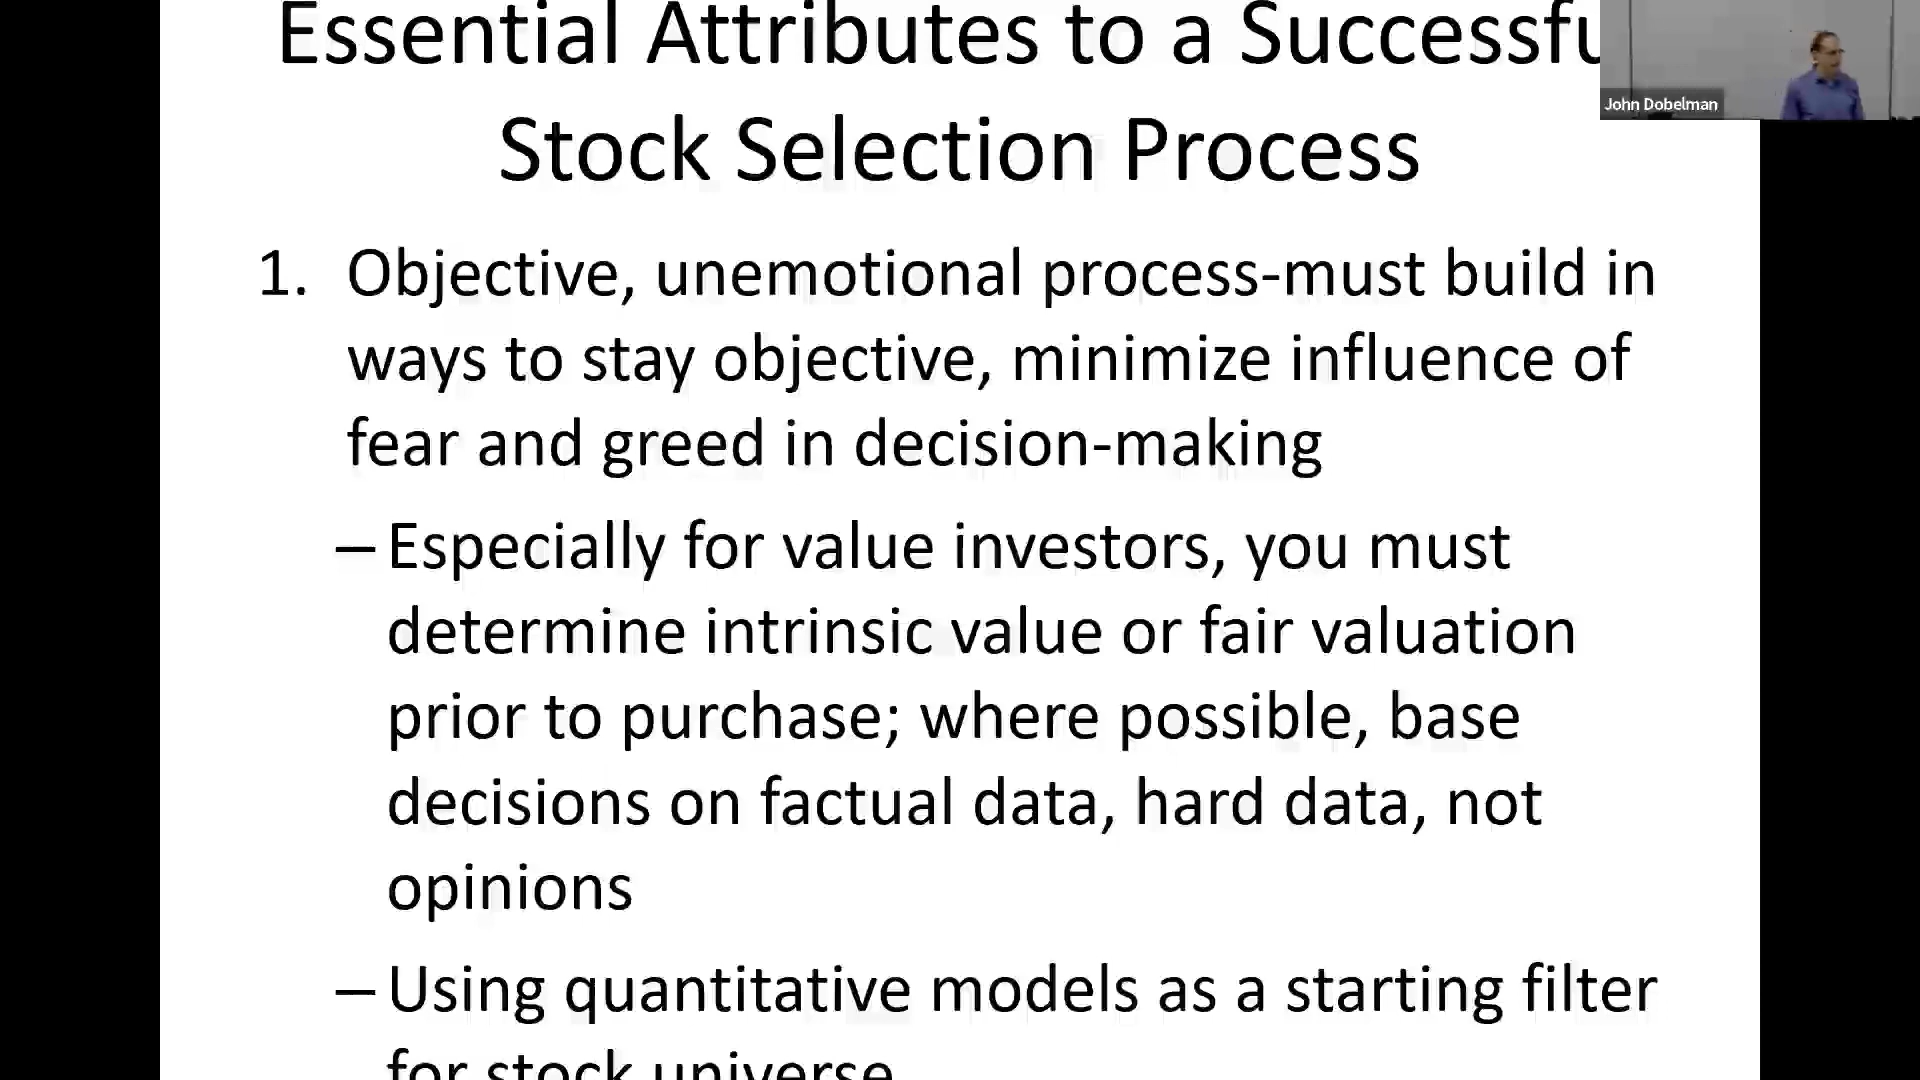 Essential Attributes to a Successfu
Stock Selection Process
John Dobelman
1. Objective, unemotional process-must build in
ways to stay objective, minimize influence of
fear and greed in decision-making
– Especially for value investors, you must
determine intrinsic value or fair valuation
prior to purchase; where possible, base
decisions on factual data, hard data, not
opinions
– Using quantitative models as a starting filter
for stock universe